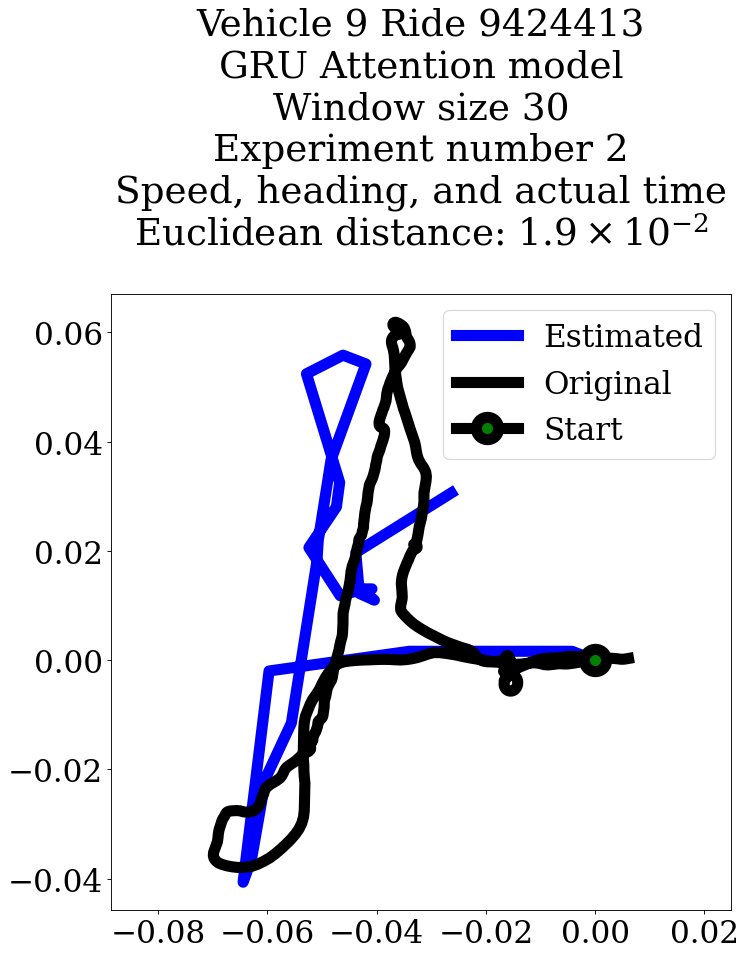 Vehicle 9 Ride 9424413
GRU Attention model
Window size 30
Experiment number 2
Speed, heading, and actual time
Euclidean distance: 1.9 × 10⁻²
Estimated
Original
Start
0.06
0.04
0.02
0.00
−0.02
−0.04
−0.08 −0.06 −0.04 −0.02 0.00 0.02